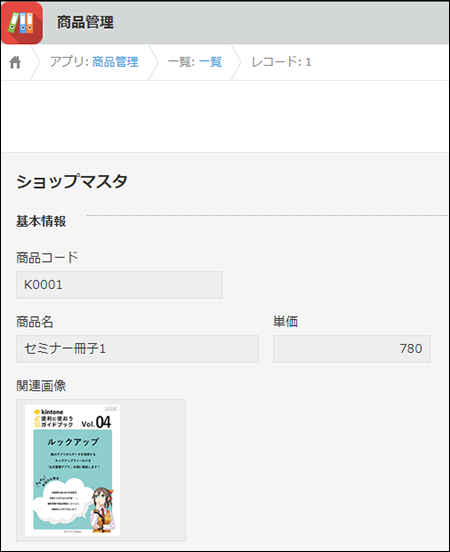 商品管理
アプリ: 商品管理 一覧: 一覧 レコード: 1
ショップマスタ
基本情報
商品コード
K0001
商品名 単価
セミナー冊子1 780
関連画像
kintone
便利に使おう
ガイドブック Vol.04
ルックアップ